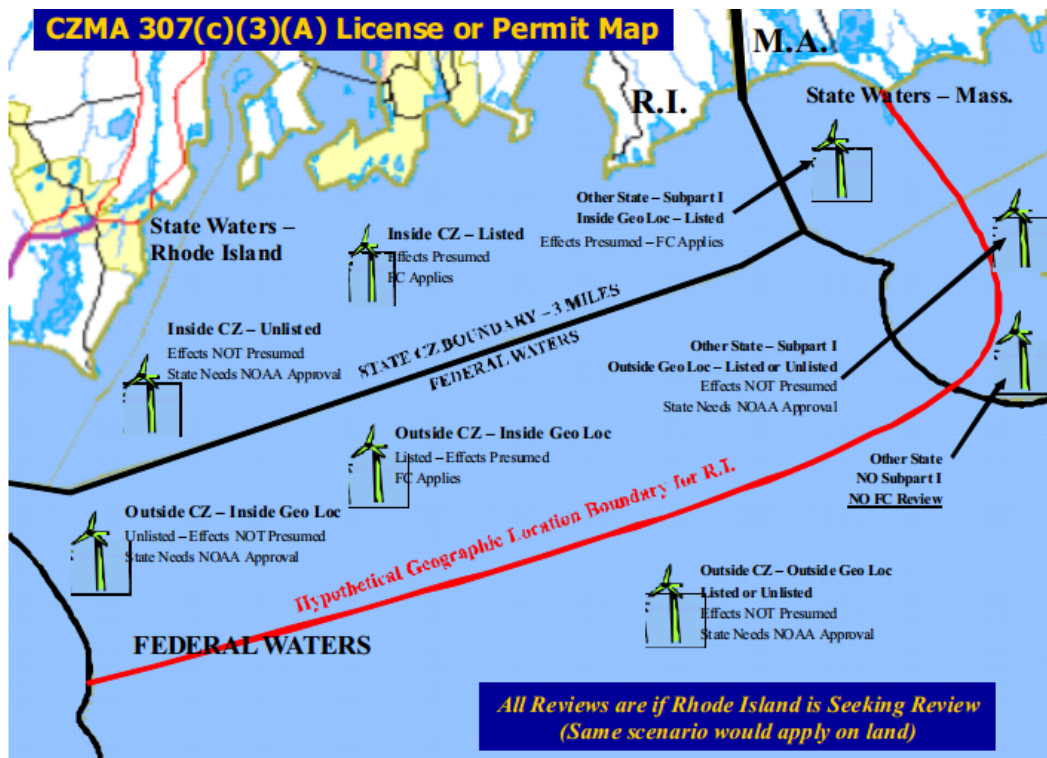 CZMA 307(c)(3)(A) License or Permit Map
M.A.
R.I.
State Waters – Mass.
Other State – Subpart I
Inside Geo Loc – Listed
Effects Presumed – FC Applies
State Waters –
Rhode Island
Inside CZ – Listed
Effects Presumed
FC Applies
STATE CZ BOUNDARY – 3 MILES
FEDERAL WATERS
Inside CZ – Unlisted
Effects NOT Presumed
State Needs NOAA Approval
Other State – Subpart I
Outside Geo Loc – Listed or Unlisted
Effects NOT Presumed
State Needs NOAA Approval
Outside CZ – Inside Geo Loc
Listed – Effects Presumed
FC Applies
Other State
NO Subpart I
NO FC Review
Outside CZ – Inside Geo Loc
Unlisted – Effects NOT Presumed
State Needs NOAA Approval
Hypothetical Geographic Location Boundary for R.I.
Outside CZ – Outside Geo Loc
Listed or Unlisted
Effects NOT Presumed
State Needs NOAA Approval
FEDERAL WATERS
All Reviews are if Rhode Island is Seeking Review
(Same scenario would apply on land)